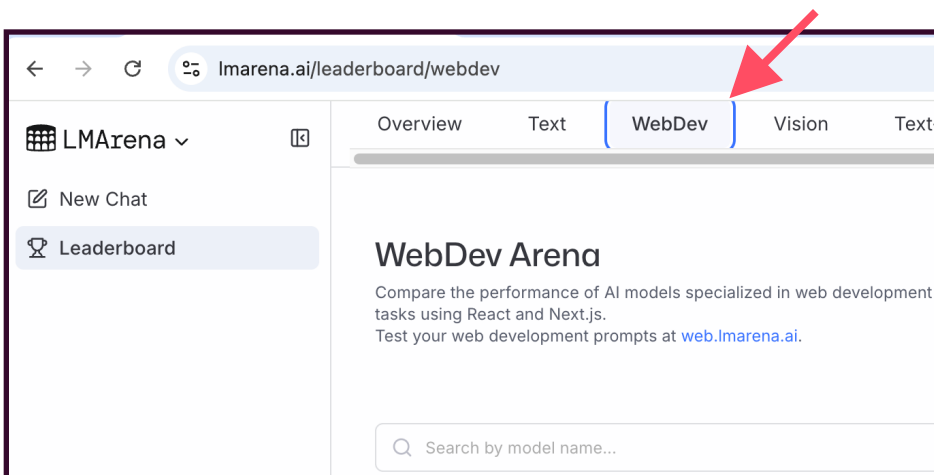 lmarena.ai/leaderboard/webdev
LMArena
Overview Text WebDev Vision Text
New Chat
Leaderboard
WebDev Arena
Compare the performance of AI models specialized in web development
tasks using React and Next.js.
Test your web development prompts at web.lmarena.ai.
Search by model name...